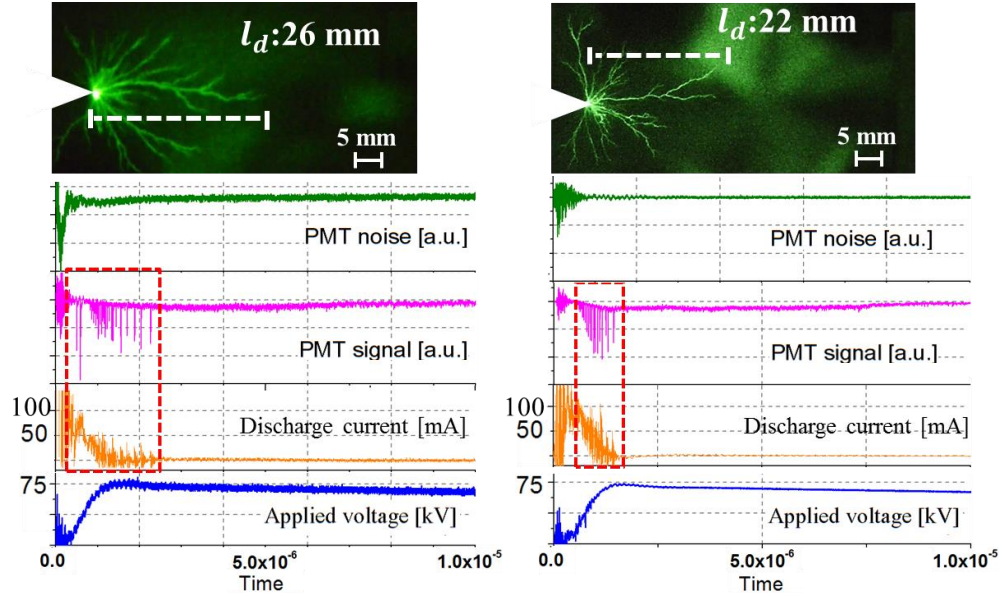 l_d:26 mm
5 mm
PMT noise [a.u.]
PMT signal [a.u.]
100
50
Discharge current [mA]
75
Applied voltage [kV]
0.0
5.0x10⁻⁶
1.0x10⁻⁵
Time
l_d:22 mm
5 mm
PMT noise [a.u.]
PMT signal [a.u.]
100
50
Discharge current [mA]
75
Applied voltage [kV]
0.0
5.0x10⁻⁶
1.0x10⁻⁵
Time